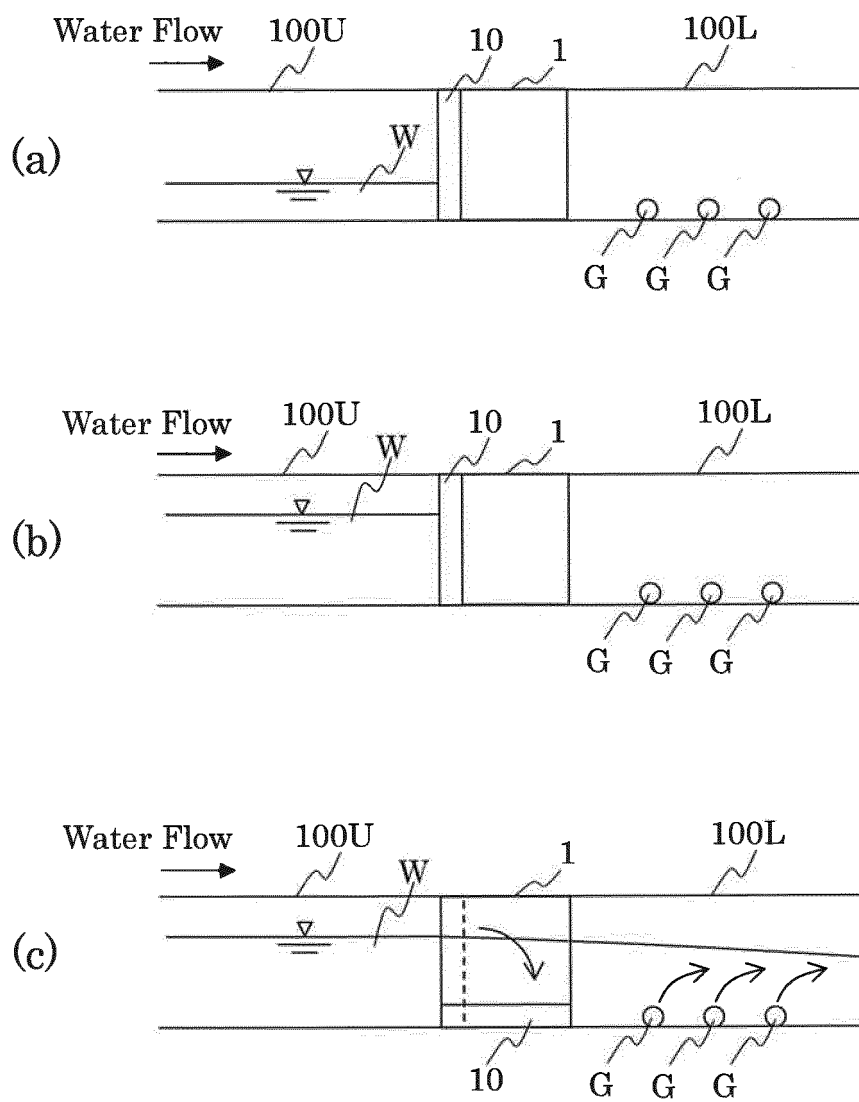 Water Flow 100U 10 1 100L
(a) W
G G G
Water Flow 100U W 10 1 100L
(b)
G G G
Water Flow 100U W 1 100L
(c)
10 G G G